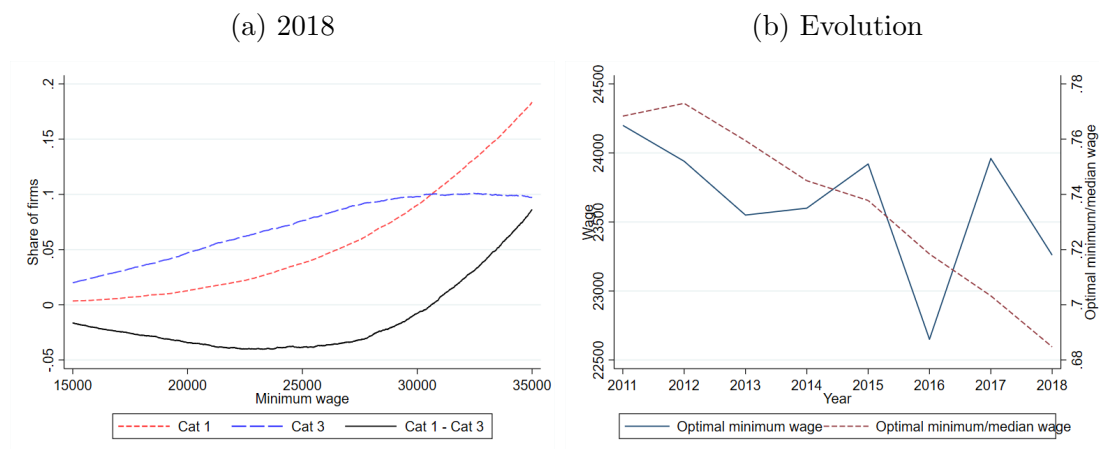 (a) 2018
(b) Evolution
Share of firms
.2
.15
.1
.05
0
-.05
15000 20000 25000 30000 35000
Minimum wage
Cat 1 Cat 3 Cat 1 - Cat 3
Wage
24500
24000
23500
23000
22500
.78
.76
.74
.72
.7
.68
Optimal minimum/median wage
2011 2012 2013 2014 2015 2016 2017 2018
Year
Optimal minimum wage Optimal minimum/median wage